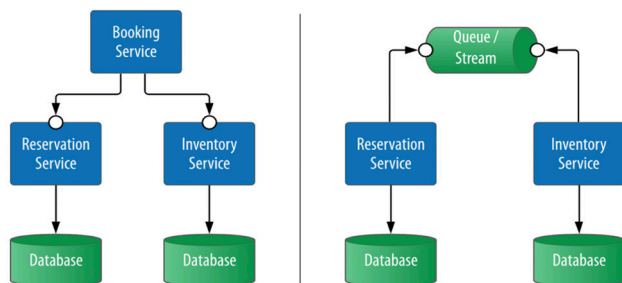 Booking
Service
Reservation
Service
Inventory
Service
Database
Database
Queue /
Stream
Reservation
Service
Inventory
Service
Database
Database